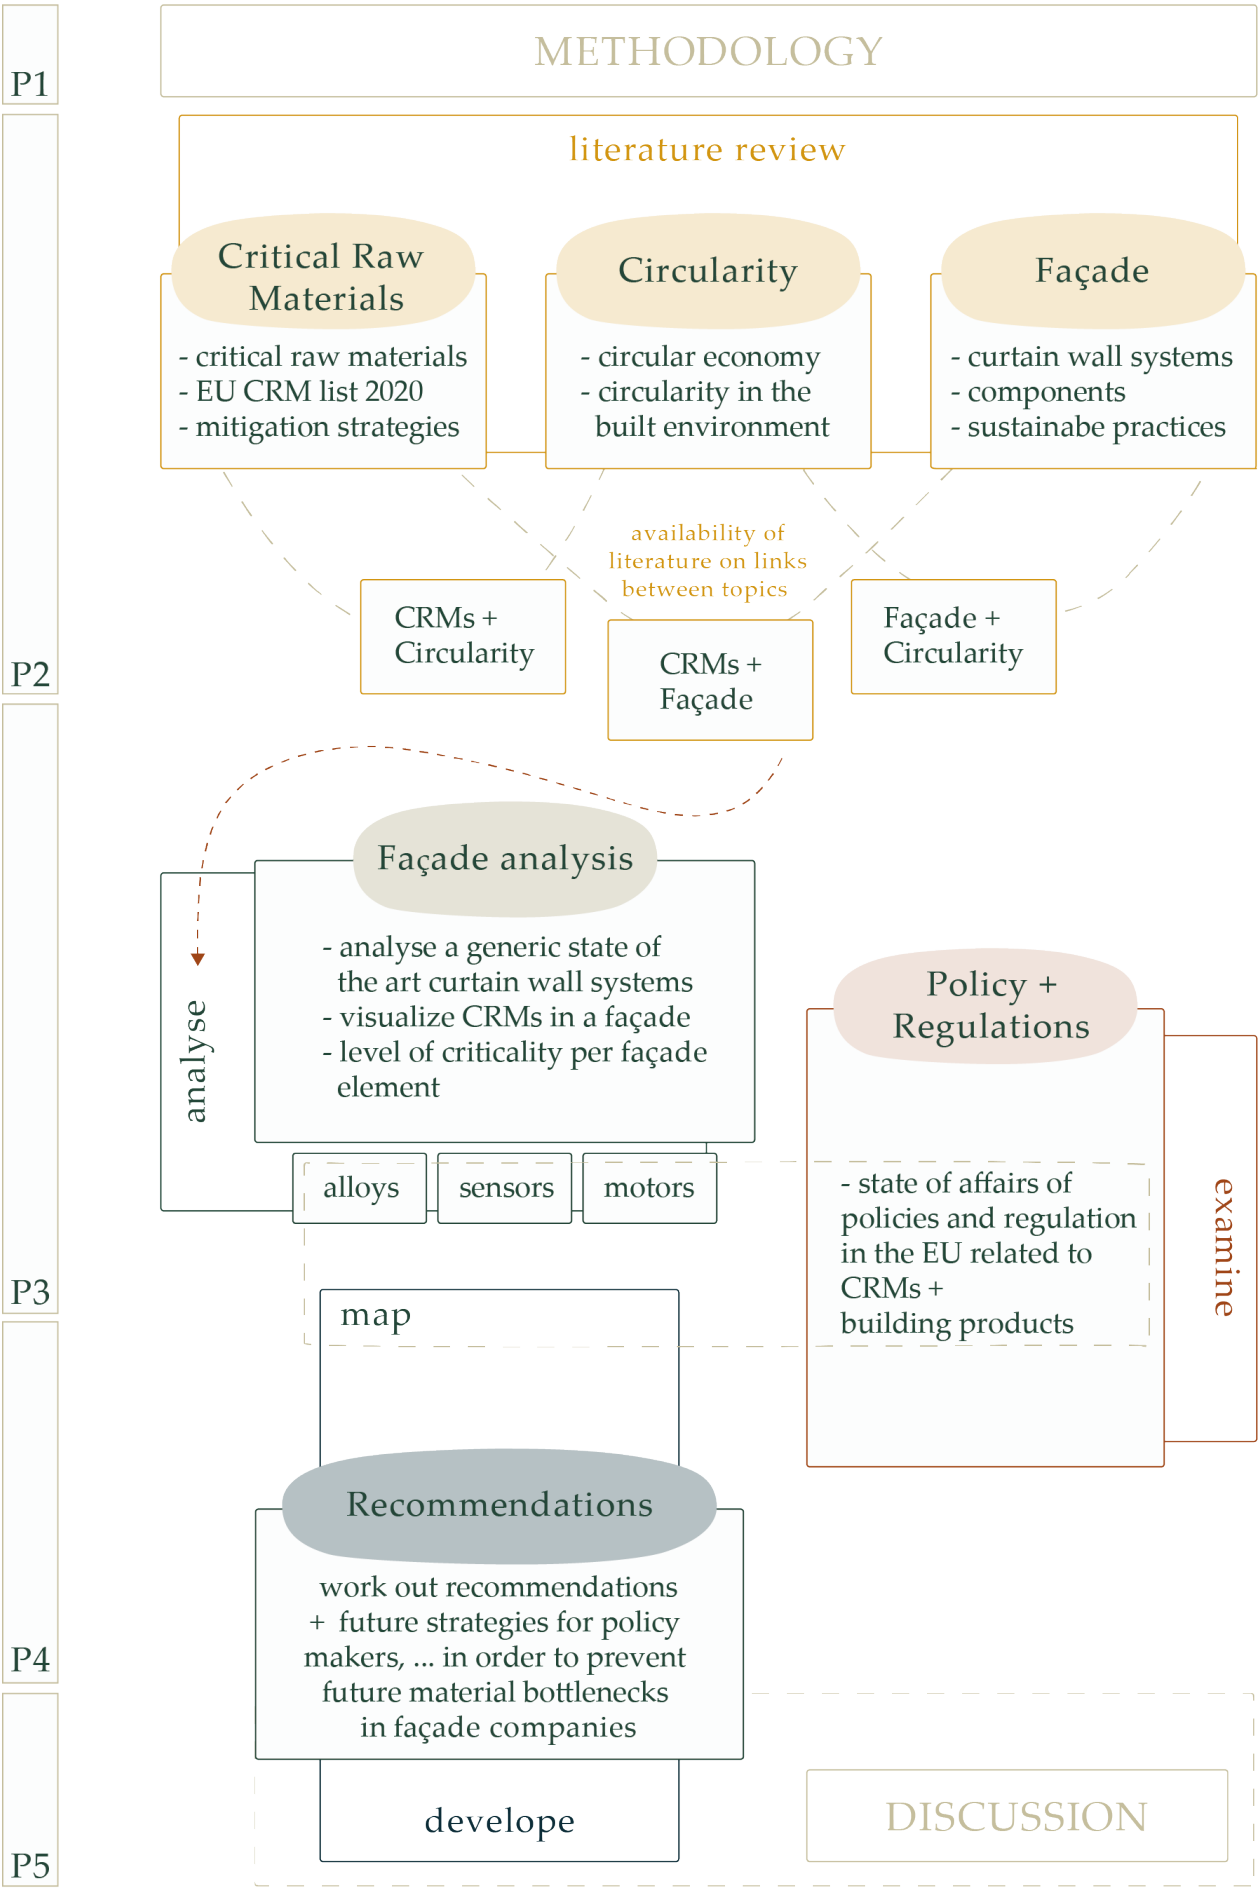 METHODOLOGY
P1
literature review
Critical Raw
Materials
- critical raw materials
- EU CRM list 2020
- mitigation strategies
Circularity
- circular economy
- circularity in the
built environment
Façade
- curtain wall systems
- components
- sustainabe practices
availability of
literature on links
between topics
CRMs +
Circularity
CRMs +
Façade
Façade +
Circularity
P2
Façade analysis
- analyse a generic state of
the art curtain wall systems
- visualize CRMs in a façade
- level of criticality per façade
element
analyse
alloys
sensors
motors
Policy +
Regulations
- state of affairs of
policies and regulation
in the EU related to
CRMs +
building products
examine
P3
map
Recommendations
work out recommendations
+ future strategies for policy
makers, ... in order to prevent
future material bottlenecks
in façade companies
P4
develope
DISCUSSION
P5